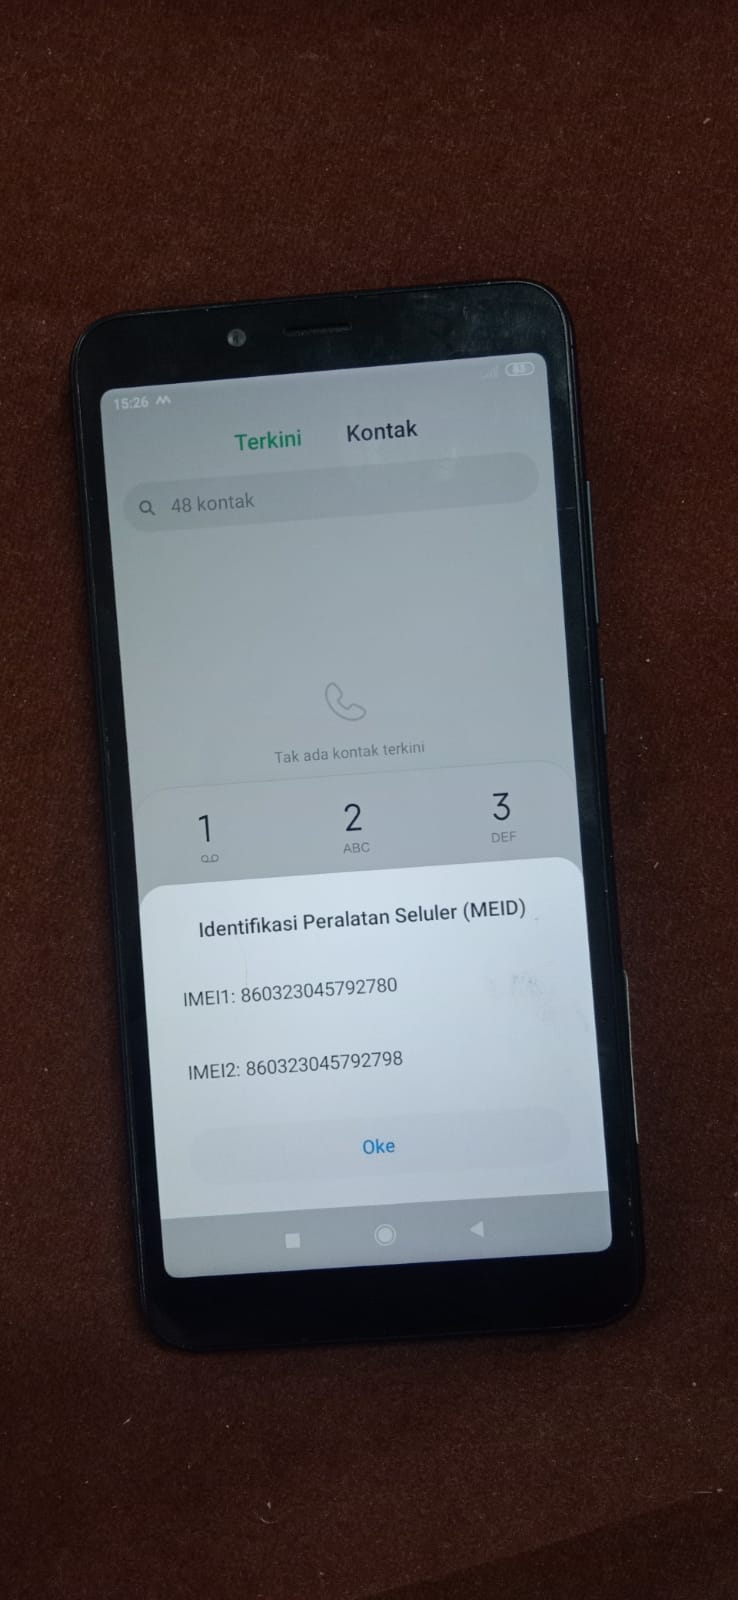 15:26
85
Terkini Kontak
48 kontak
Tak ada kontak terkini
1 2 3
ABC DEF
Identifikasi Peralatan Seluler (MEID)
IMEI1: 860323045792780
IMEI2: 860323045792798
Oke